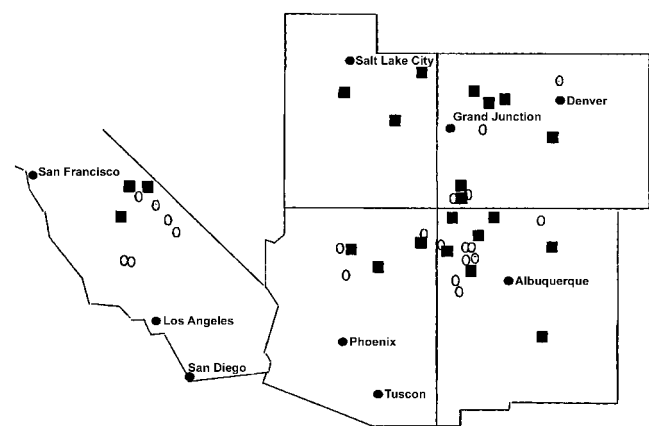 Salt Lake City
Denver
Grand Junction
San Francisco
Albuquerque
Los Angeles
Phoenix
San Diego
Tuscon